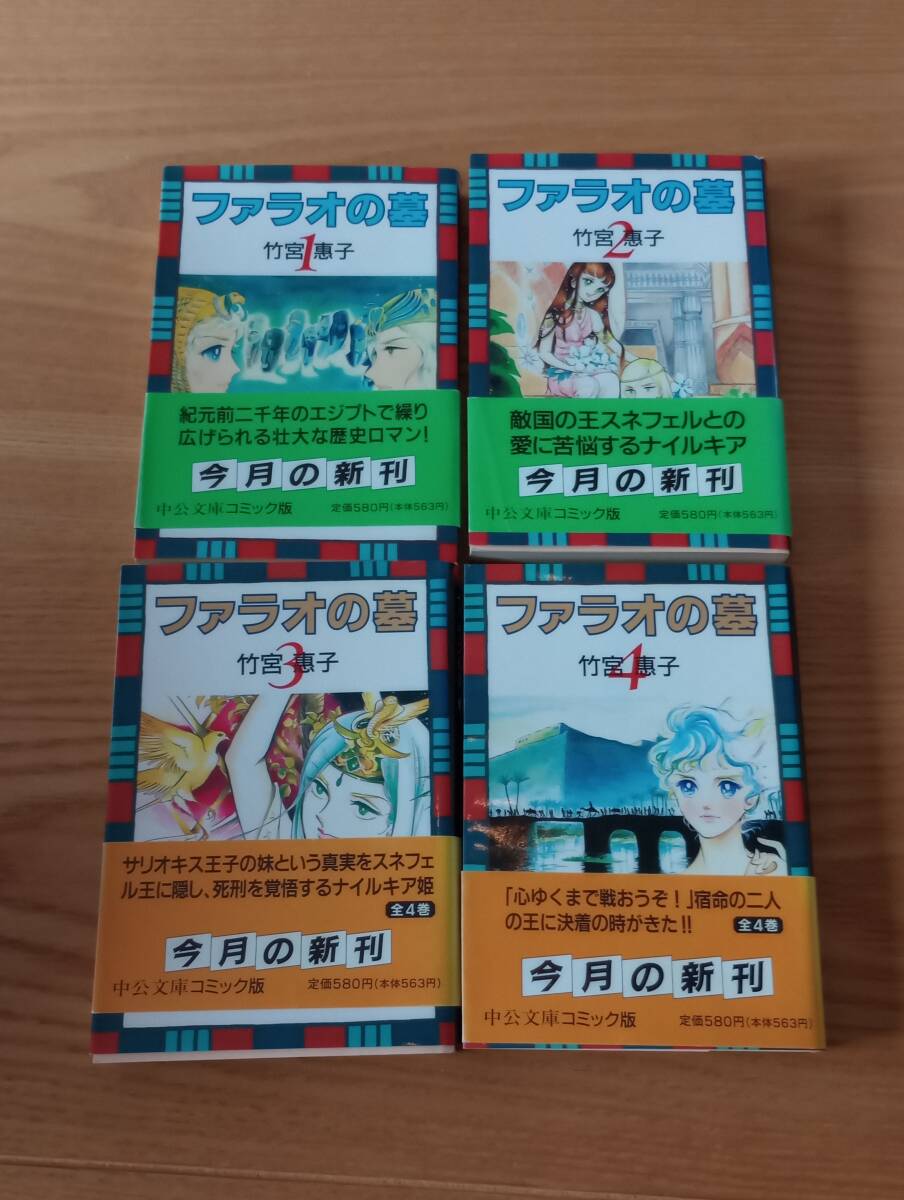 ファラオの墓
竹宮惠子
1
紀元前二千年のエジプトで繰り
広げられる壮大な歴史ロマン!
今月の新刊
中公文庫コミック版 定価580円(本体563円)
ファラオの墓
竹宮惠子
2
敵国の王スネフェルとの
愛に苦悩するナイルキア
今月の新刊
中公文庫コミック版 定価580円(本体563円)
ファラオの墓
竹宮惠子
3
サリオキス王子の妹という真実をスネフェ
ル王に隠し、死刑を覚悟するナイルキア姫
全4巻
今月の新刊
中公文庫コミック版 定価580円(本体563円)
ファラオの墓
竹宮惠子
4
「心ゆくまで戦おうぞ!」宿命の二人
の王に決着の時がきた!!
全4巻
今月の新刊
中公文庫コミック版 定価580円(本体563円)